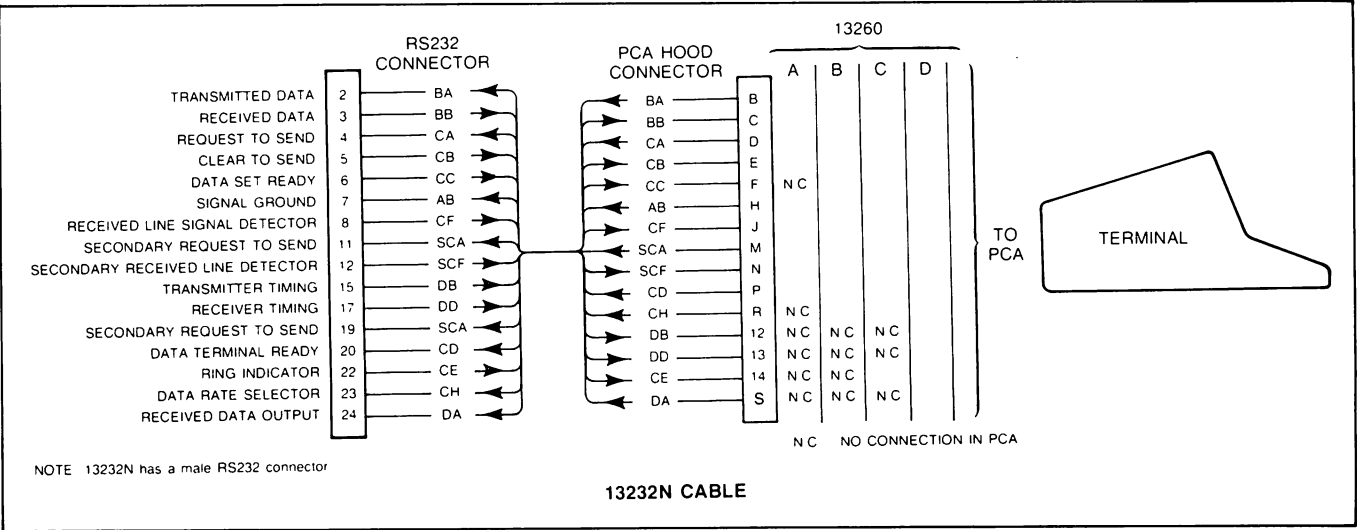 13260
RS232
CONNECTOR
PCA HOOD
CONNECTOR
A B C D
TRANSMITTED DATA 2 BA
RECEIVED DATA 3 BB
REQUEST TO SEND 4 CA
CLEAR TO SEND 5 CB
DATA SET READY 6 CC
SIGNAL GROUND 7 AB
RECEIVED LINE SIGNAL DETECTOR 8 CF
SECONDARY REQUEST TO SEND 11 SCA
SECONDARY RECEIVED LINE DETECTOR 12 SCF
TRANSMITTER TIMING 15 DB
RECEIVER TIMING 17 DD
SECONDARY REQUEST TO SEND 19 SCA
DATA TERMINAL READY 20 CD
RING INDICATOR 22 CE
DATA RATE SELECTOR 23 CH
RECEIVED DATA OUTPUT 24 DA
BA B
BB C
CA D
CB E
CC F N C
AB H
CF J
SCA M
SCF N
CD P
CH R N C
DB 12 N C N C N C
DD 13 N C N C N C
CE 14 N C N C
DA S N C N C N C
TO
PCA
TERMINAL
N C NO CONNECTION IN PCA
NOTE 13232N has a male RS232 connector
13232N CABLE